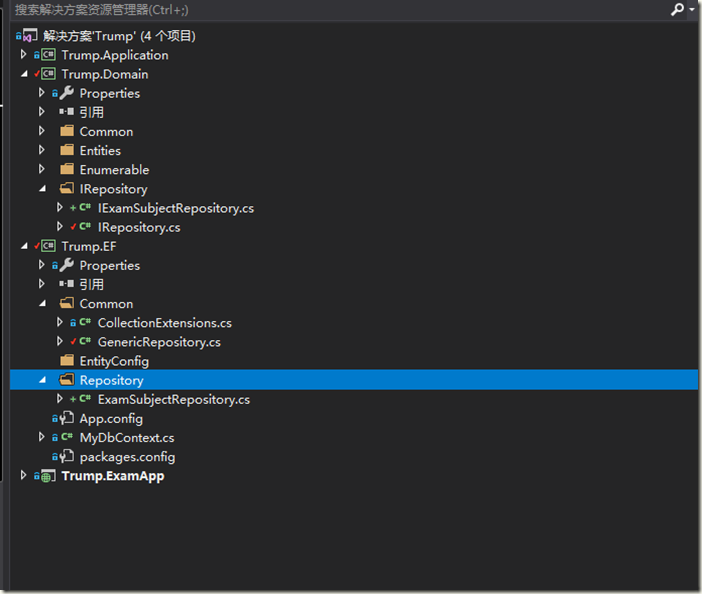 搜索解决方案资源管理器(Ctrl+;)
解决方案'Trump' (4 个项目)
C# Trump.Application
C# Trump.Domain
Properties
引用
Common
Entities
Enumerable
IRepository
C# IExamSubjectRepository.cs
C# IRepository.cs
C# Trump.EF
Properties
引用
Common
C# CollectionExtensions.cs
C# GenericRepository.cs
EntityConfig
Repository
C# ExamSubjectRepository.cs
App.config
C# MyDbContext.cs
packages.config
Trump.ExamApp